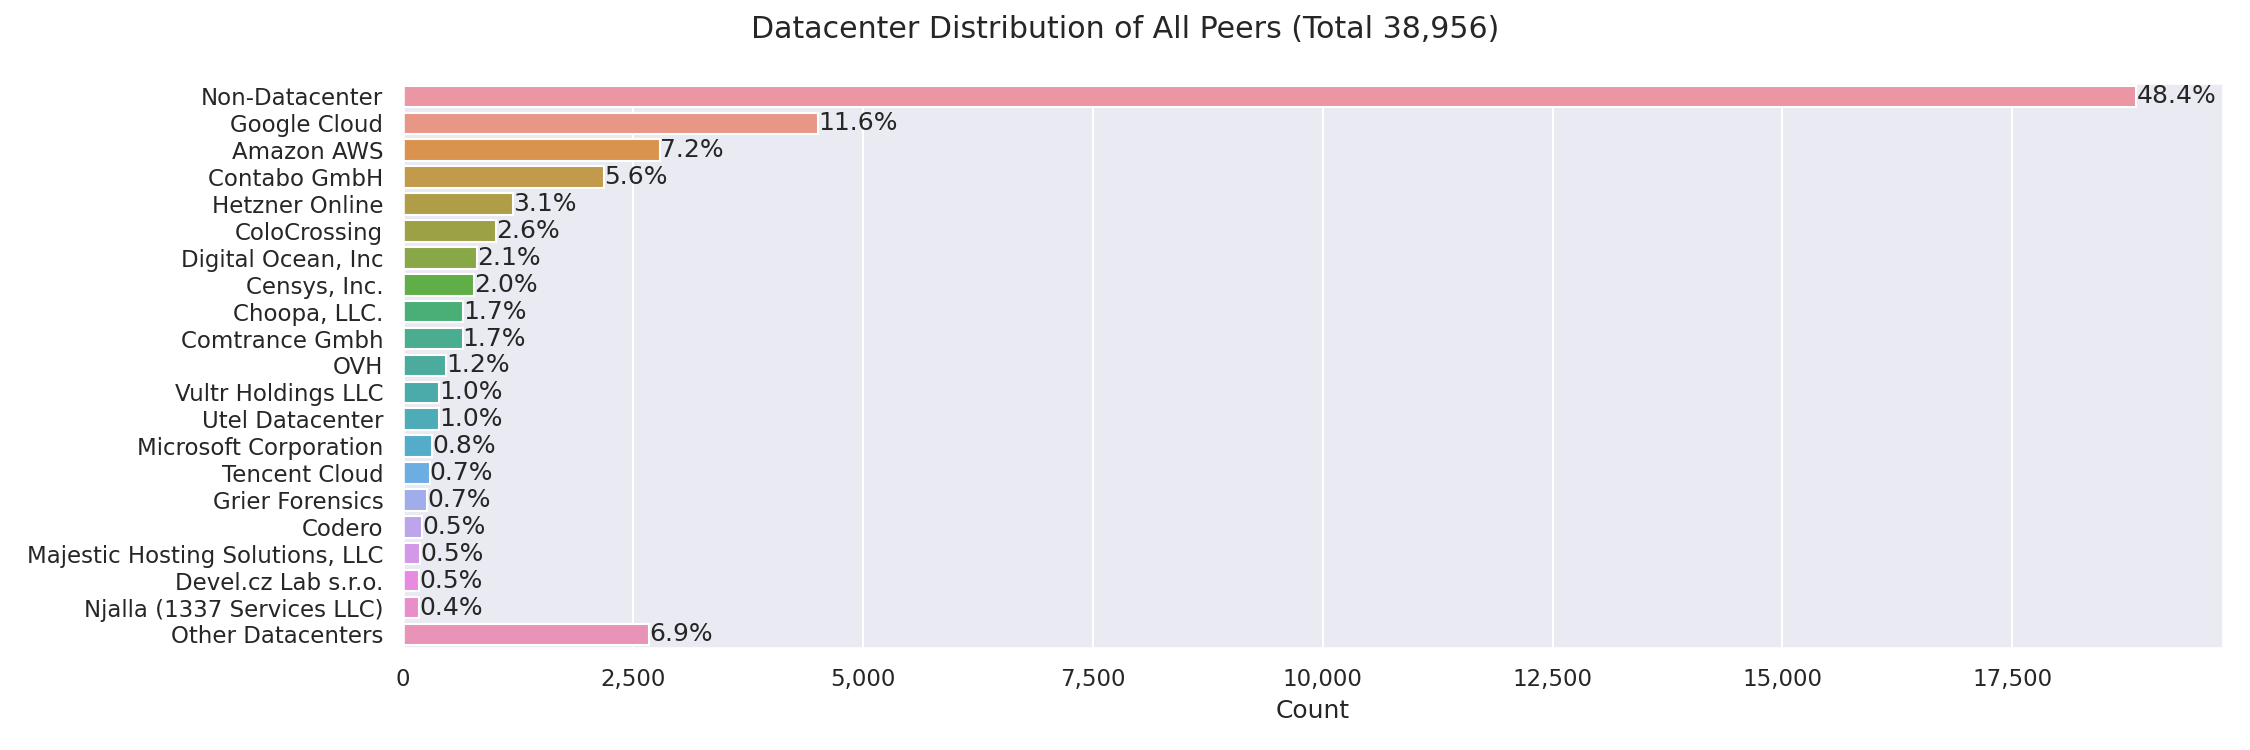 Datacenter Distribution of All Peers (Total 38,956)
Non-Datacenter 48.4%
Google Cloud 11.6%
Amazon AWS 7.2%
Contabo GmbH 5.6%
Hetzner Online 3.1%
ColoCrossing 2.6%
Digital Ocean, Inc 2.1%
Censys, Inc. 2.0%
Choopa, LLC. 1.7%
Comtrance Gmbh 1.7%
OVH 1.2%
Vultr Holdings LLC 1.0%
Utel Datacenter 1.0%
Microsoft Corporation 0.8%
Tencent Cloud 0.7%
Grier Forensics 0.7%
Codero 0.5%
Majestic Hosting Solutions, LLC 0.5%
Devel.cz Lab s.r.o. 0.5%
Njalla (1337 Services LLC) 0.4%
Other Datacenters 6.9%
0 2,500 5,000 7,500 10,000 12,500 15,000 17,500
Count